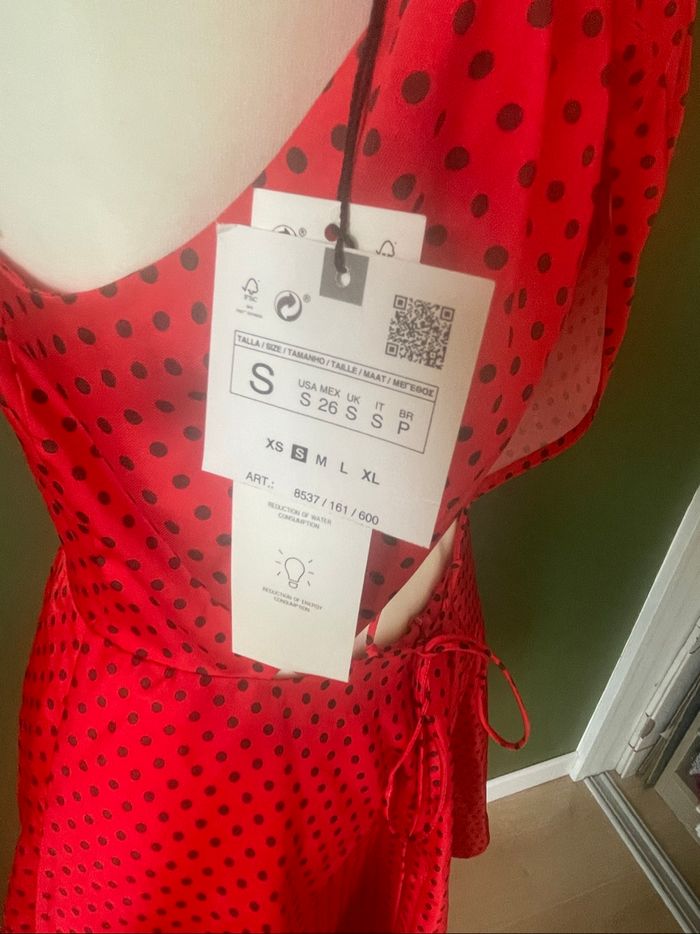 FSC
TALLA / SIZE / TAMANHO / TAILLE / MAAT / ΜΕΓΕΘΟΣ
S
USA MEX UK IT BR
S 26 S S P
XS S M L XL
ART.: 8537 / 161 / 600
REDUCTION OF WATER
CONSUMPTION
REDUCTION OF ENERGY
CONSUMPTION